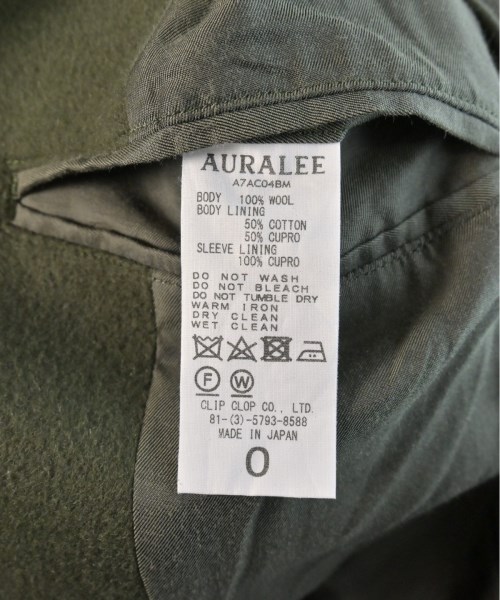 AURALEE
A7AC04BM
BODY 100% WOOL
BODY LINING
50% COTTON
50% CUPRO
SLEEVE LINING
100% CUPRO
DO NOT WASH
DO NOT BLEACH
DO NOT TUMBLE DRY
WARM IRON
DRY CLEAN
WET CLEAN
F W
CLIP CLOP CO., LTD.
81-(3)-5793-8588
MADE IN JAPAN
0